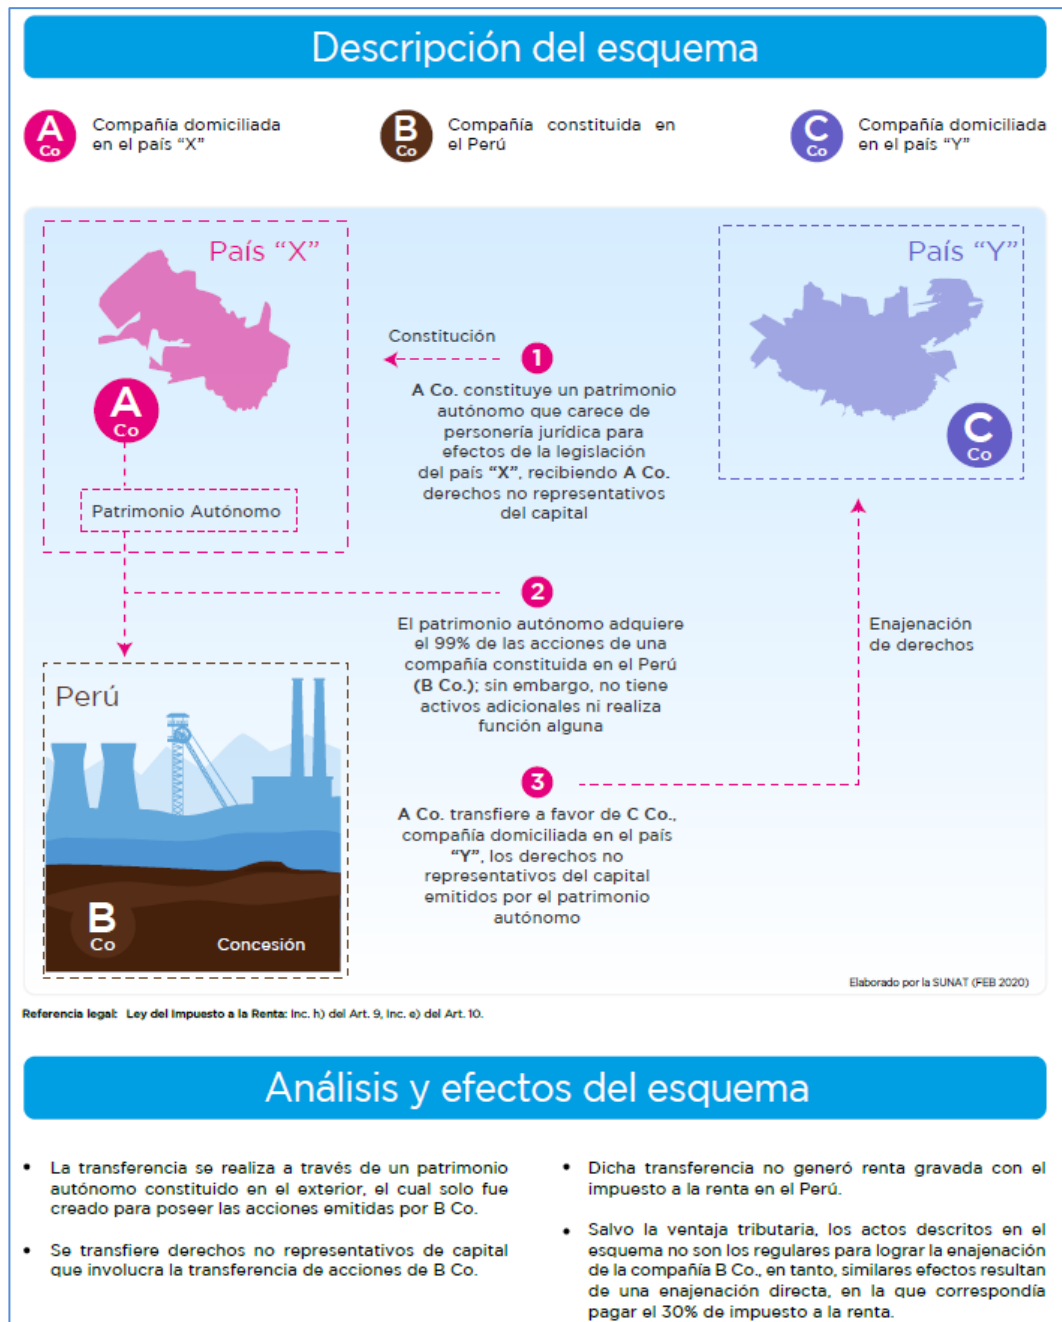 Descripción del esquema
A
Co
Compañía domiciliada
en el país "X"
B
Co
Compañía constituida en
el Perú
C
Co
Compañía domiciliada
en el país "Y"
País "X"
A
Co
Patrimonio Autónomo
País "Y"
C
Co
Constitución
1
A Co. constituye un patrimonio
autónomo que carece de
personería jurídica para
efectos de la legislación
del país "X", recibiendo A Co.
derechos no representativos
del capital
2
El patrimonio autónomo adquiere
el 99% de las acciones de una
compañía constituida en el Perú
(B Co.); sin embargo, no tiene
activos adicionales ni realiza
función alguna
Enajenación
de derechos
Perú
B
Co
Concesión
3
A Co. transfiere a favor de C Co.,
compañía domiciliada en el país
"Y", los derechos no
representativos del capital
emitidos por el patrimonio
autónomo
Elaborado por la SUNAT (FEB 2020)
Referencia legal: Ley del Impuesto a la Renta: Inc. h) del Art. 9, Inc. e) del Art. 10.
Análisis y efectos del esquema
• La transferencia se realiza a través de un patrimonio
autónomo constituido en el exterior, el cual solo fue
creado para poseer las acciones emitidas por B Co.
• Se transfiere derechos no representativos de capital
que involucra la transferencia de acciones de B Co.
• Dicha transferencia no generó renta gravada con el
impuesto a la renta en el Perú.
• Salvo la ventaja tributaria, los actos descritos en el
esquema no son los regulares para lograr la enajenación
de la compañía B Co., en tanto, similares efectos resultan
de una enajenación directa, en la que correspondía
pagar el 30% de impuesto a la renta.